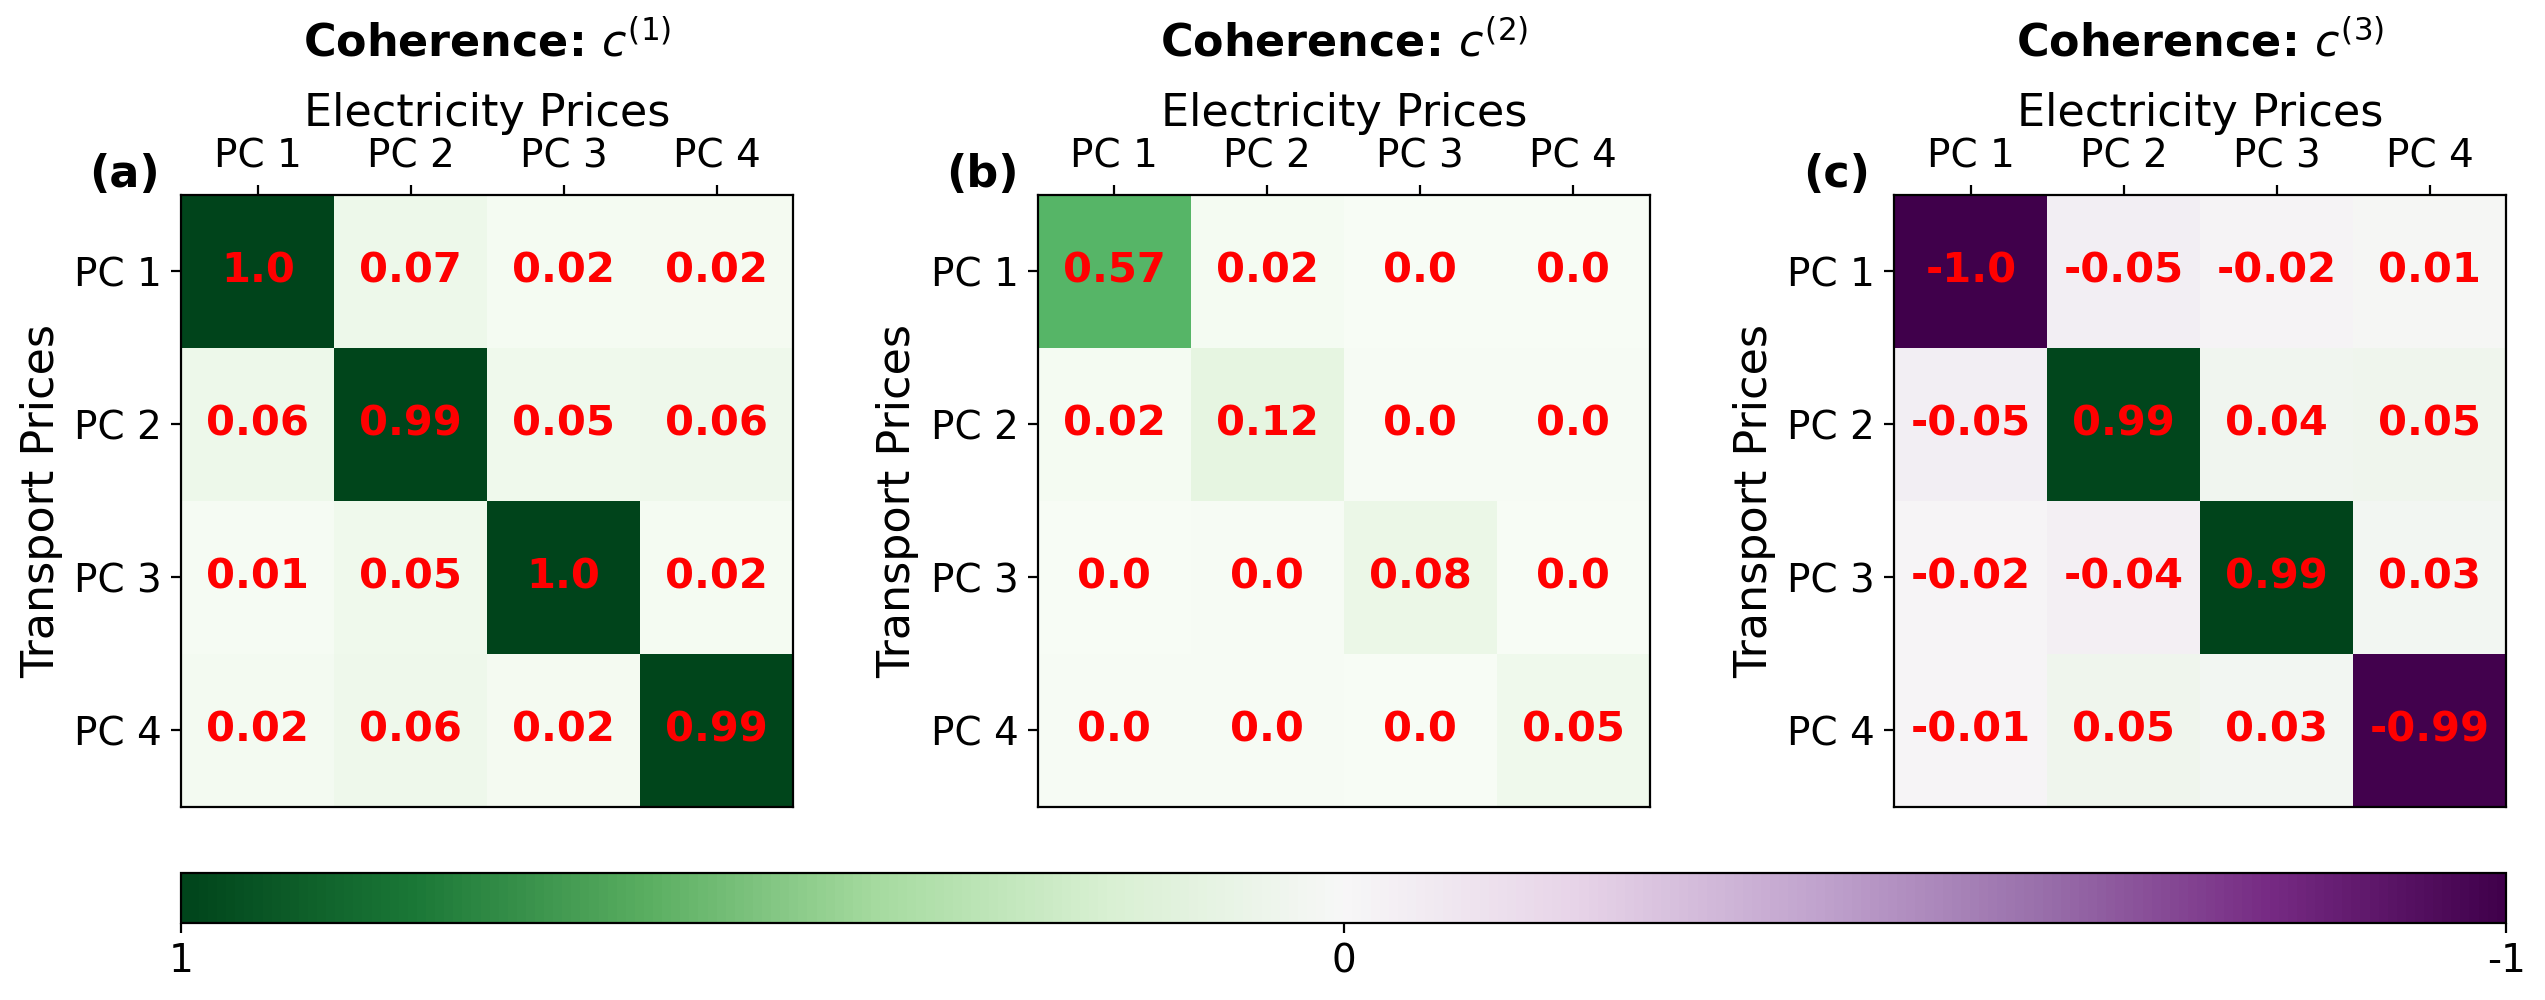 Coherence: c^(1)
Electricity Prices
(a) PC 1 PC 2 PC 3 PC 4
Transport Prices
PC 1 1.0 0.07 0.02 0.02
PC 2 0.06 0.99 0.05 0.06
PC 3 0.01 0.05 1.0 0.02
PC 4 0.02 0.06 0.02 0.99
Coherence: c^(2)
Electricity Prices
(b) PC 1 PC 2 PC 3 PC 4
Transport Prices
PC 1 0.57 0.02 0.0 0.0
PC 2 0.02 0.12 0.0 0.0
PC 3 0.0 0.0 0.08 0.0
PC 4 0.0 0.0 0.0 0.05
Coherence: c^(3)
Electricity Prices
(c) PC 1 PC 2 PC 3 PC 4
Transport Prices
PC 1 -1.0 -0.05 -0.02 0.01
PC 2 -0.05 0.99 0.04 0.05
PC 3 -0.02 -0.04 0.99 0.03
PC 4 -0.01 0.05 0.03 -0.99
1 0 -1